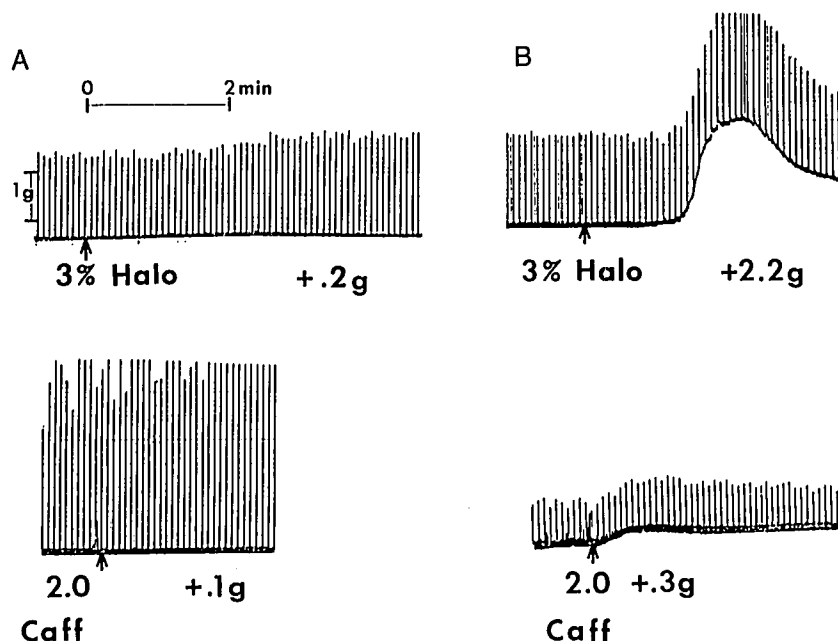 A
0 2 min
1g
3% Halo +.2g
2.0 +.1g
Caff
B
3% Halo +2.2g
2.0 +.3g
Caff